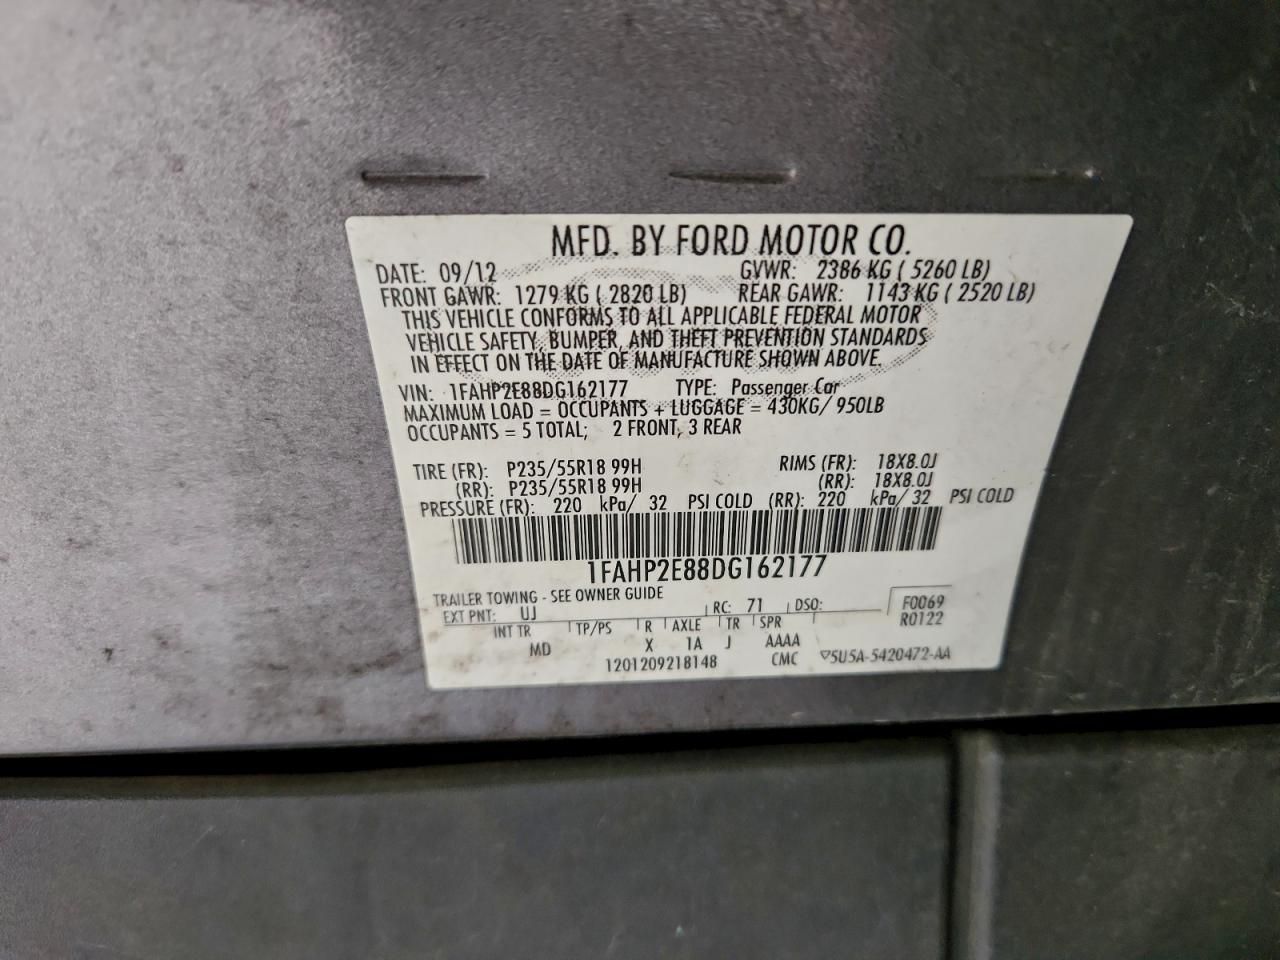 MFD. BY FORD MOTOR CO.
DATE: 09/12 GVWR: 2386 KG ( 5260 LB)
FRONT GAWR: 1279 KG ( 2820 LB) REAR GAWR: 1143 KG ( 2520 LB)
THIS VEHICLE CONFORMS TO ALL APPLICABLE FEDERAL MOTOR
VEHICLE SAFETY, BUMPER, AND THEFT PREVENTION STANDARDS
IN EFFECT ON THE DATE OF MANUFACTURE SHOWN ABOVE.
VIN: 1FAHP2E88DG162177 TYPE: Passenger Car
MAXIMUM LOAD = OCCUPANTS + LUGGAGE = 430KG/ 950LB
OCCUPANTS = 5 TOTAL; 2 FRONT, 3 REAR
TIRE (FR): P235/55R18 99H RIMS (FR): 18X8.0J
(RR): P235/55R18 99H (RR): 18X8.0J
PRESSURE (FR): 220 kPa/ 32 PSI COLD (RR): 220 kPa/ 32 PSI COLD
1FAHP2E88DG162177
TRAILER TOWING - SEE OWNER GUIDE
EXT PNT: UJ RC: 71 DSO: F0069
R0122
INT TR TP/PS R AXLE TR SPR
MD X 1A J AAAA
1201209218148 CMC ▽5U5A-5420472-AA